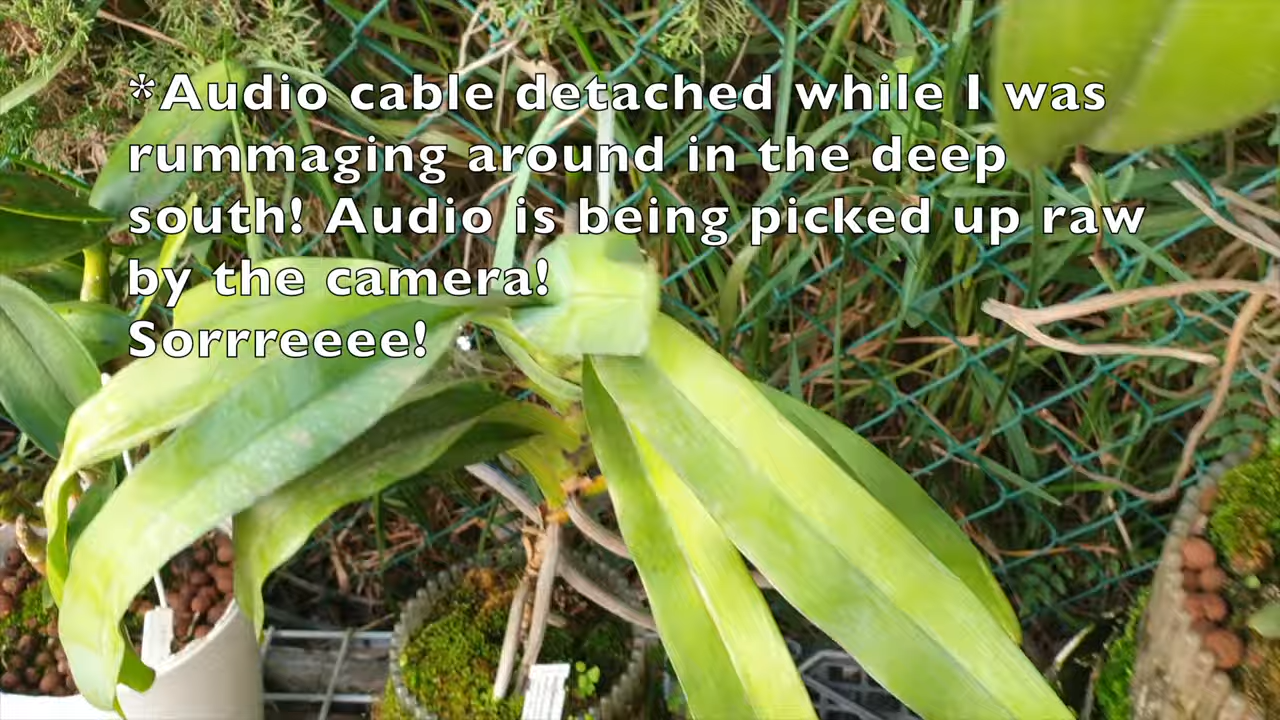 *Audio cable detached while I was
rummaging around in the deep
south! Audio is being picked up raw
by the camera!
Sorrreeee!